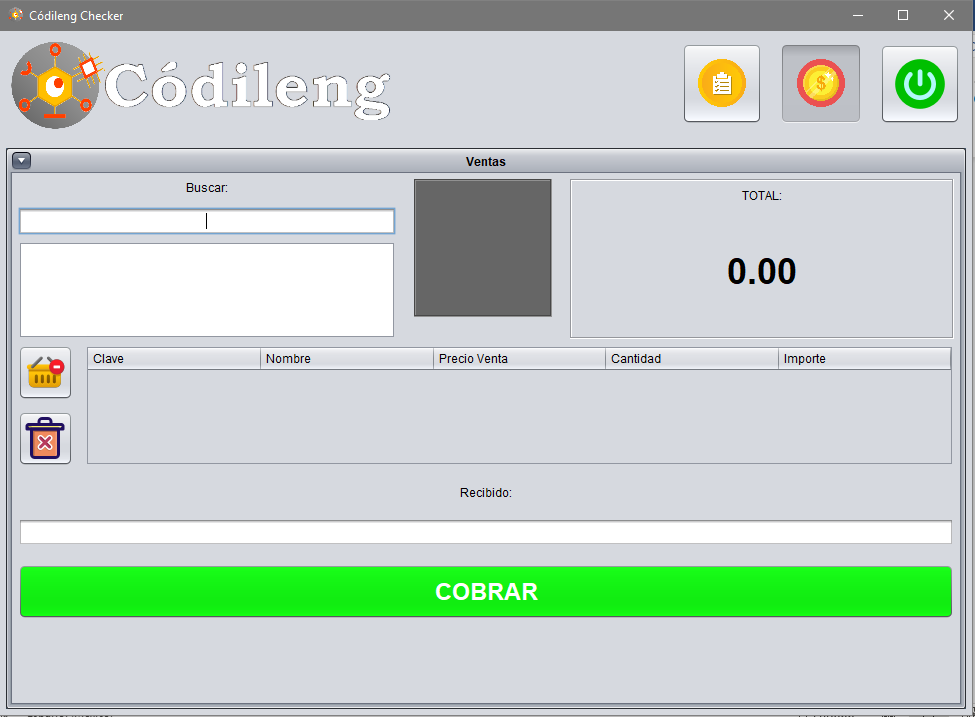 Códileng Checker
Códileng
$
Ventas
Buscar:
TOTAL:
0.00
Clave
Nombre
Precio Venta
Cantidad
Importe
Recibido:
COBRAR